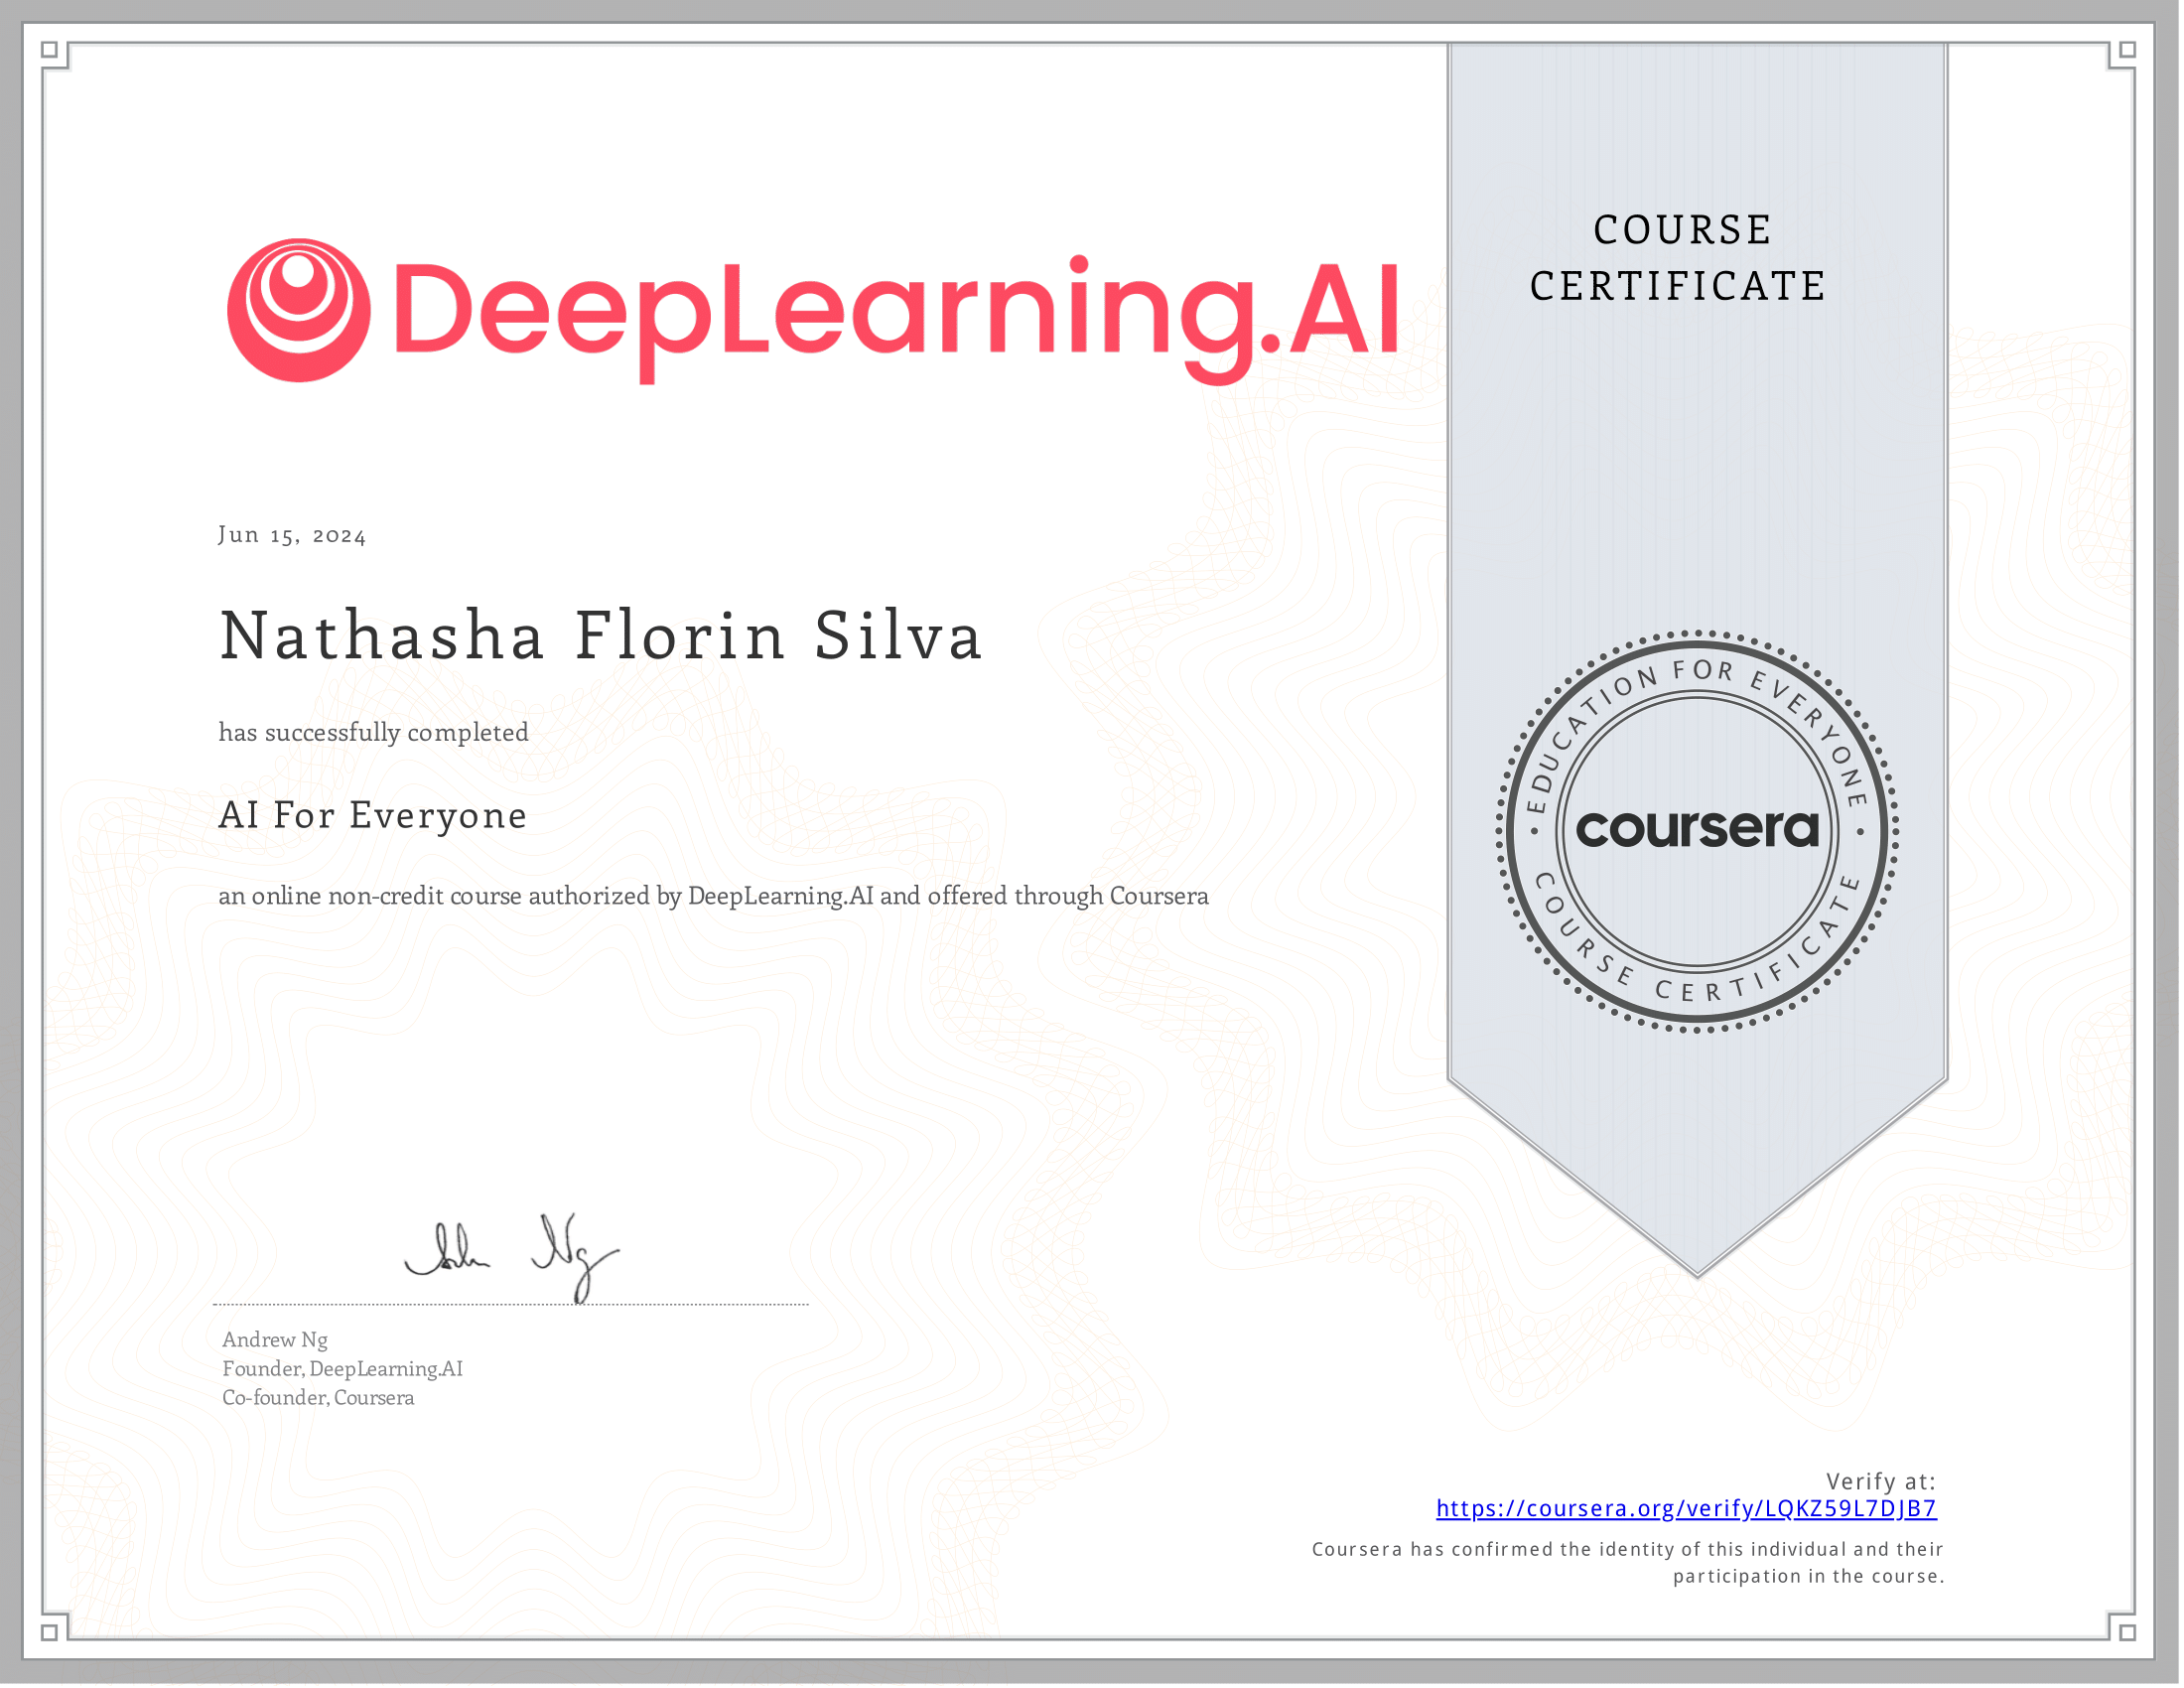 DeepLearning.AI
COURSE
CERTIFICATE
Jun 15, 2024
Nathasha Florin Silva
has successfully completed
AI For Everyone
an online non-credit course authorized by DeepLearning.AI and offered through Coursera
EDUCATION FOR EVERYONE
coursera
COURSE CERTIFICATE
Andrew Ng
Founder, DeepLearning.AI
Co-founder, Coursera
Verify at:
https://coursera.org/verify/LQKZ59L7DJB7
Coursera has confirmed the identity of this individual and their
participation in the course.